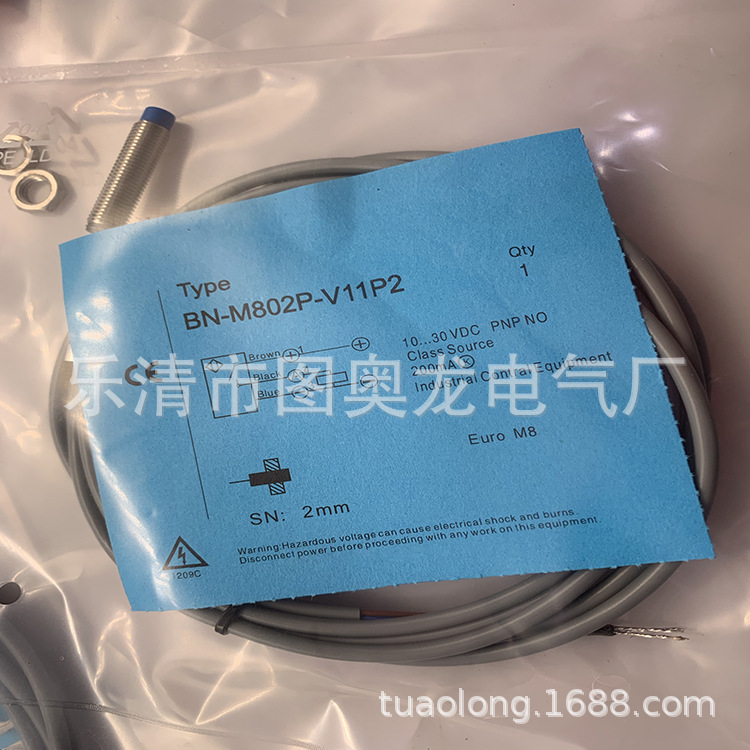 Type
Qty
BN-M802P-V11P2
1
Brown 1
10...30VDC PNP NO
Black
Class Source
200mA
Blue
Industrial Control Equipment
CE
乐清市图奥龙电气厂
Euro M8
SN: 2mm
Warning:Hazardous voltage can cause electrical shock and burns.
Disconnect power before proceeding with any work on this equipment.
1209C
tuaolong.1688.com